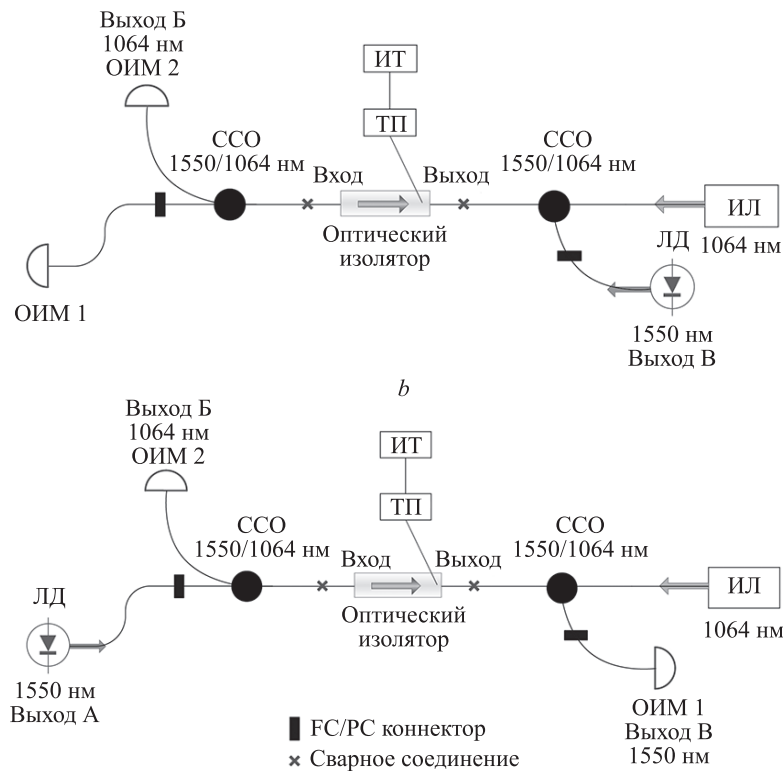 Выход Б
1064 нм
ОИМ 2
ИТ
ТП
ССО
1550/1064 нм
ССО
1550/1064 нм
Вход
Выход
ИЛ
Оптический
изолятор
1064 нм
ЛД
ОИМ 1
1550 нм
Выход В
b
Выход Б
1064 нм
ОИМ 2
ИТ
ТП
ССО
1550/1064 нм
ССО
1550/1064 нм
Вход
Выход
ИЛ
ЛД
Оптический
изолятор
1064 нм
1550 нм
Выход А
ОИМ 1
Выход В
1550 нм
FC/PC коннектор
Сварное соединение